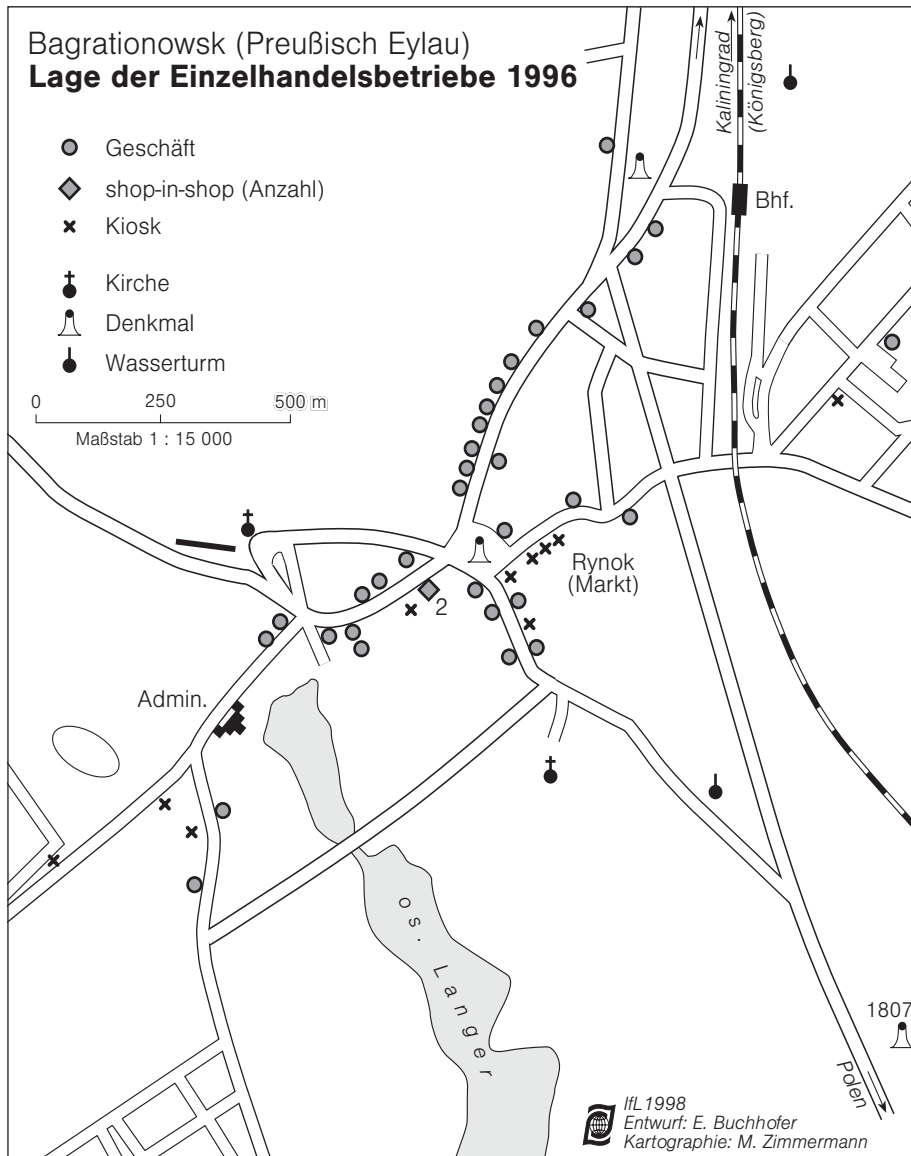 Bagrationowsk (Preußisch Eylau)
Lage der Einzelhandelsbetriebe 1996
Geschäft
shop-in-shop (Anzahl)
Kiosk
Kirche
Denkmal
Wasserturm
0 250 500 m
Maßstab 1 : 15 000
Kaliningrad
(Königsberg)
Bhf.
Rynok
(Markt)
2
Admin.
os. Langer
1807
Polen
IfL 1998
Entwurf: E. Buchhofer
Kartographie: M. Zimmermann